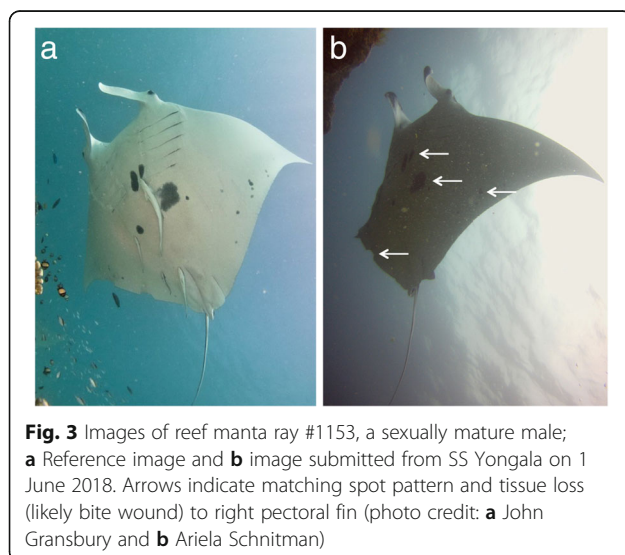 a
b
Fig. 3 Images of reef manta ray #1153, a sexually mature male;
a Reference image and b image submitted from SS Yongala on 1
June 2018. Arrows indicate matching spot pattern and tissue loss
(likely bite wound) to right pectoral fin (photo credit: a John
Gransbury and b Ariela Schnitman)